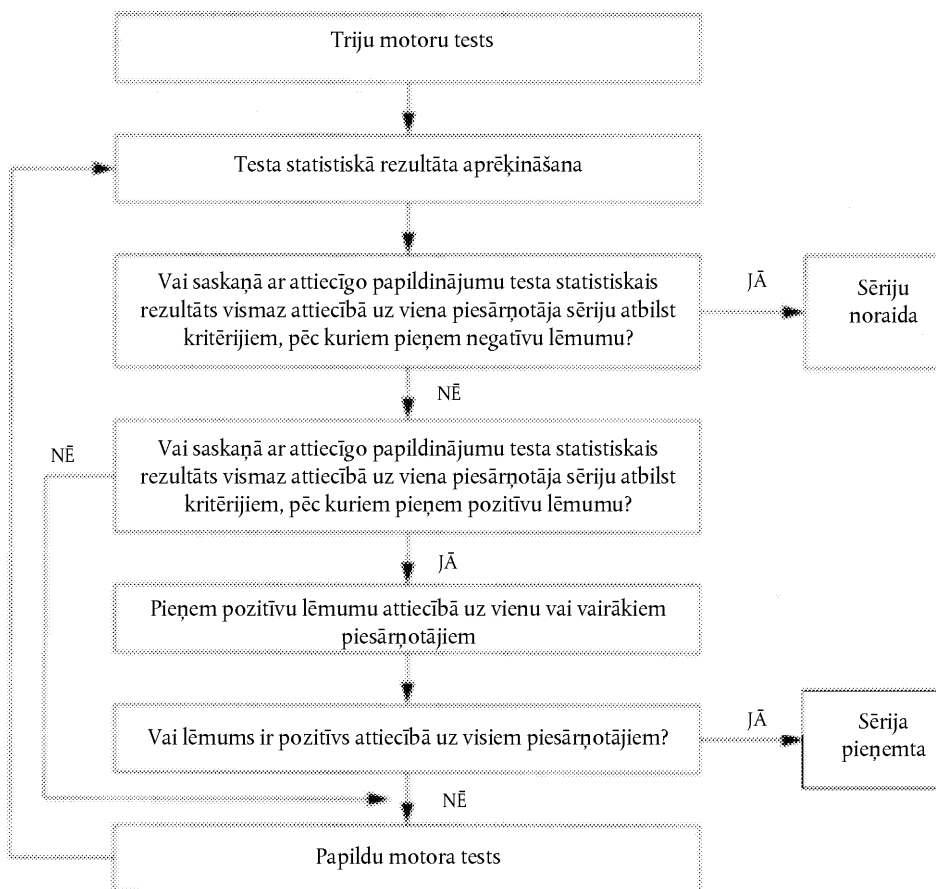 Triju motoru tests
Testa statistiskā rezultāta aprēķināšana
Vai saskaņā ar attiecīgo papildinājumu testa statistiskais
rezultāts vismaz attiecībā uz viena piesārņotāja sēriju atbilst
kritērijiem, pēc kuriem pieņem negatīvu lēmumu?
JĀ
Sēriju
noraida
NĒ
Vai saskaņā ar attiecīgo papildinājumu testa statistiskais
rezultāts vismaz attiecībā uz viena piesārņotāja sēriju atbilst
kritērijiem, pēc kuriem pieņem pozitīvu lēmumu?
NĒ
JĀ
Pieņem pozitīvu lēmumu attiecībā uz vienu vai vairākiem
piesārņotājiem
Vai lēmums ir pozitīvs attiecībā uz visiem piesārņotājiem?
JĀ
Sērija
pieņemta
NĒ
Papildu motora tests